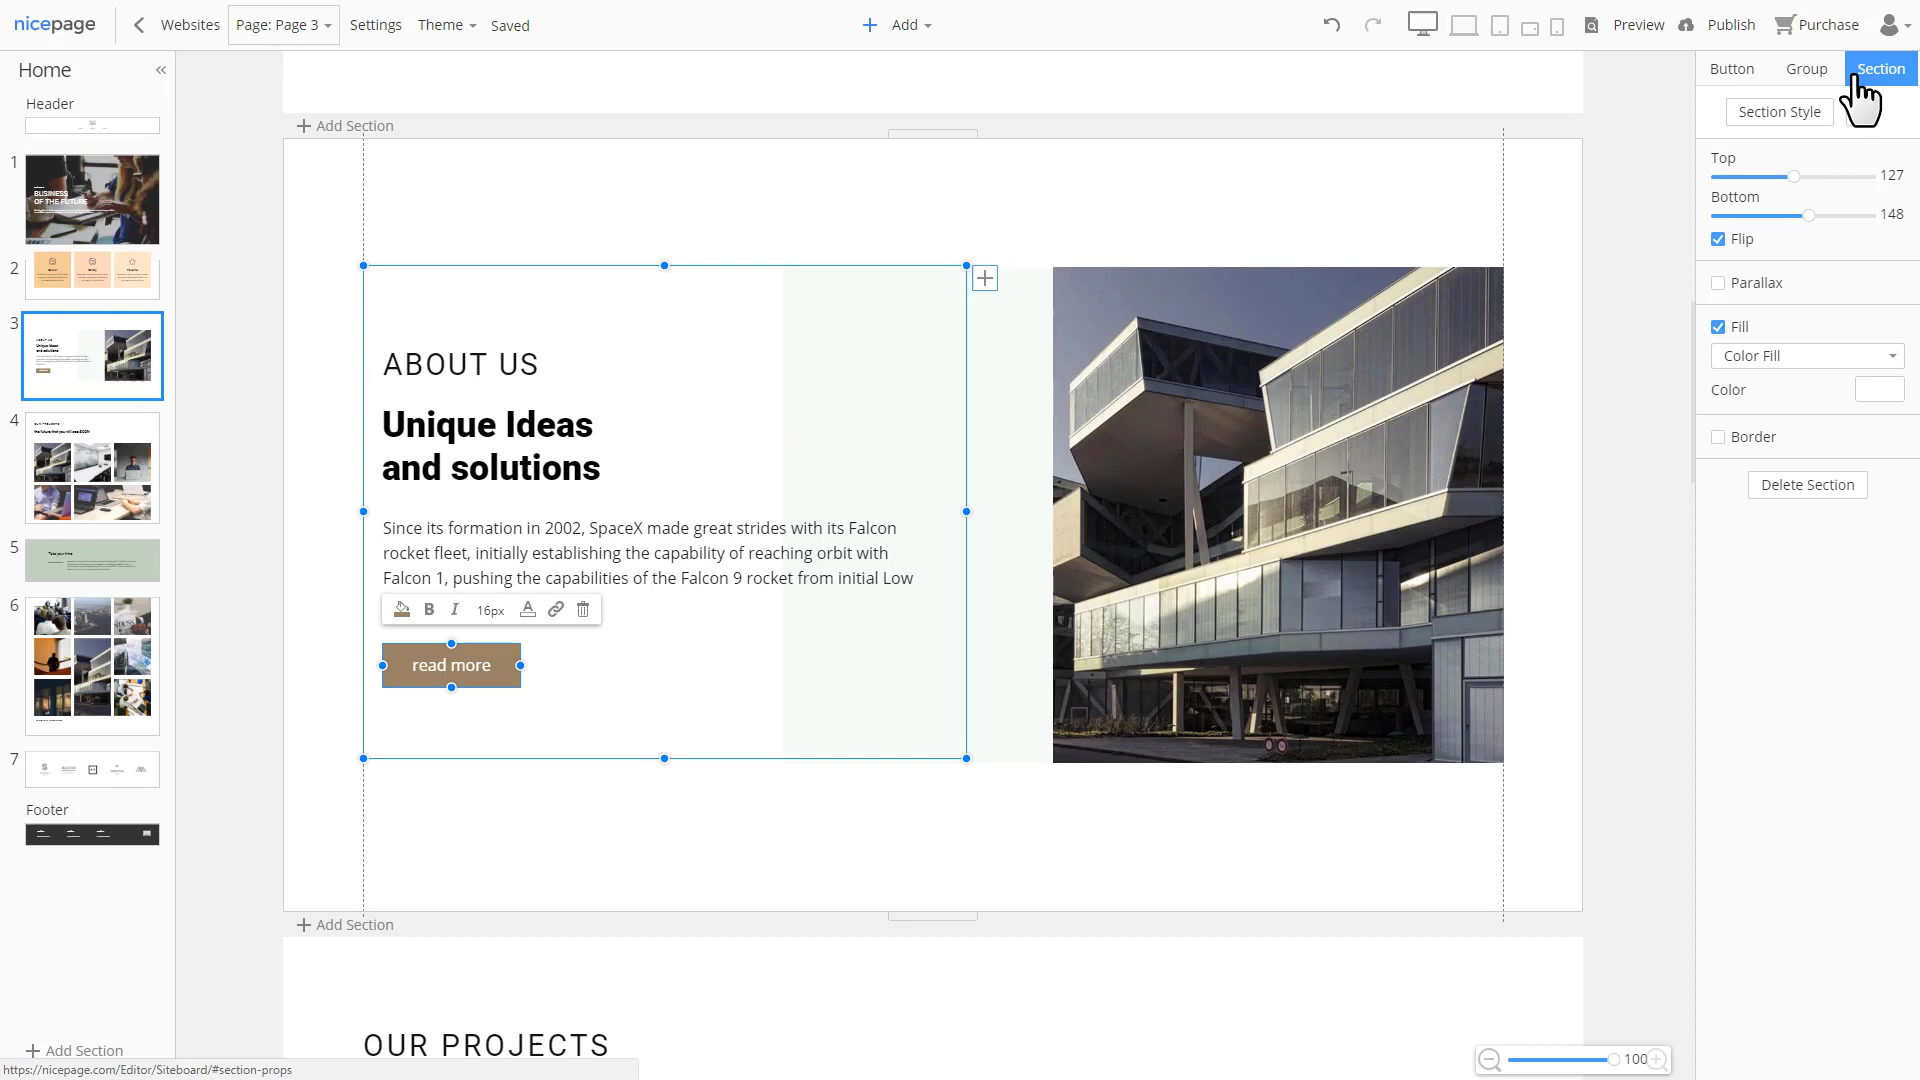 nicepage
Websites
Page: Page 3
Settings
Theme
Saved
Add
Preview
Publish
Purchase
Home
Header
1
BUSINESS
OF THE FUTURE
2
3
4
5
6
7
Footer
Add Section
Add Section
ABOUT US
Unique Ideas
and solutions
Since its formation in 2002, SpaceX made great strides with its Falcon
rocket fleet, initially establishing the capability of reaching orbit with
Falcon 1, pushing the capabilities of the Falcon 9 rocket from initial Low
B I 16px A
read more
Add Section
OUR PROJECTS
Button
Group
Section
Section Style
Top
127
Bottom
148
Flip
Parallax
Fill
Color Fill
Color
Border
Delete Section
100
https://nicepage.com/Editor/Siteboard/#section-props